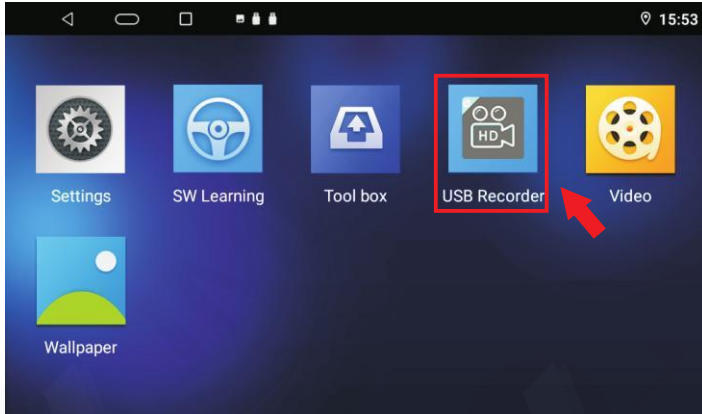 15:53
HD
Settings
SW Learning
Tool box
USB Recorder
Video
Wallpaper